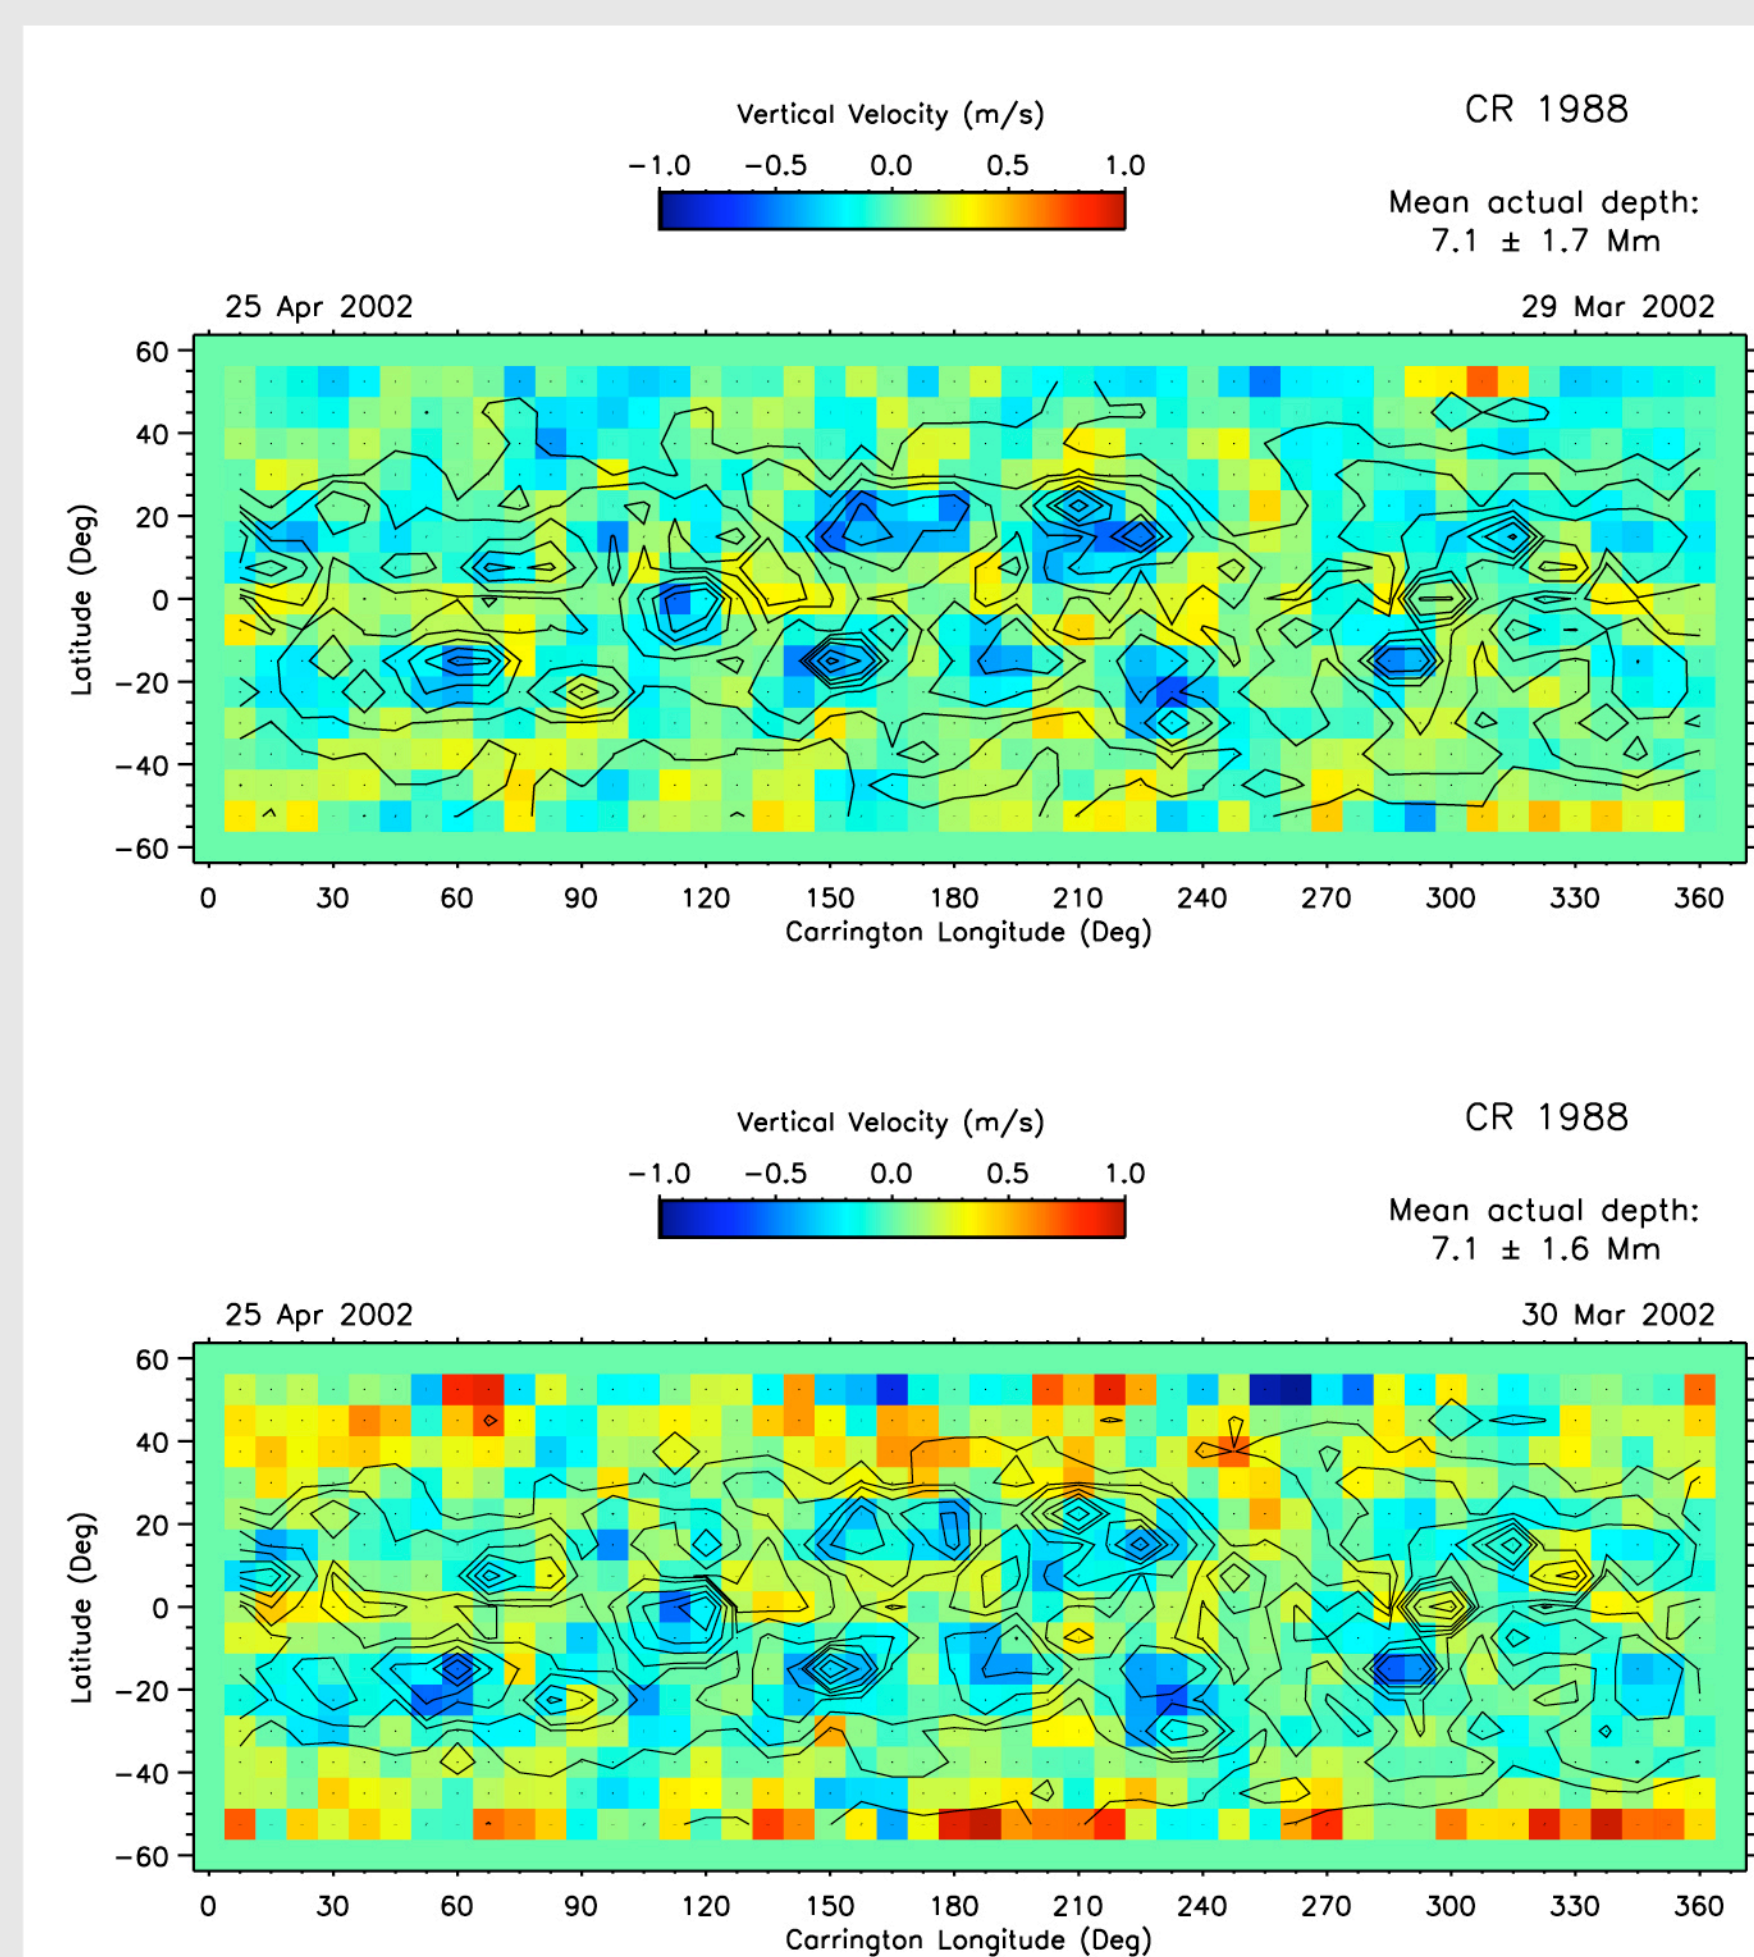 Vertical Velocity (m/s)
CR 1988
−1.0 −0.5 0.0 0.5 1.0
Mean actual depth:
7.1 ± 1.7 Mm
25 Apr 2002
29 Mar 2002
60
40
20
0
−20
−40
−60
Latitude (Deg)
0 30 60 90 120 150 180 210 240 270 300 330 360
Carrington Longitude (Deg)
Vertical Velocity (m/s)
CR 1988
−1.0 −0.5 0.0 0.5 1.0
Mean actual depth:
7.1 ± 1.6 Mm
25 Apr 2002
30 Mar 2002
60
40
20
0
−20
−40
−60
Latitude (Deg)
0 30 60 90 120 150 180 210 240 270 300 330 360
Carrington Longitude (Deg)